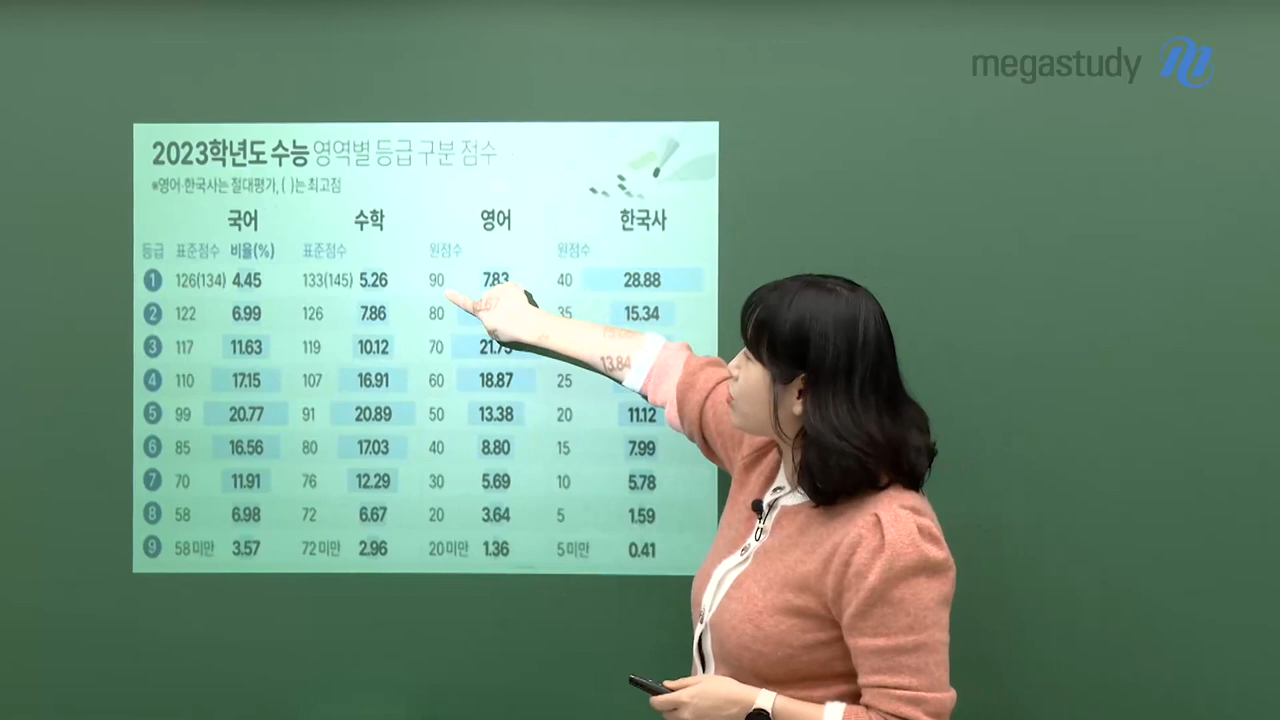 megastudy
2023학년도 수능 영역별 등급 구분 점수
※영어·한국사는 절대평가, ( )는 최고점
국어 수학 영어 한국사
등급 표준점수 비율(%) 표준점수 원점수 원점수
1 126(134) 4.45 133(145) 5.26 90 7.83 40 28.88
2 122 6.99 126 7.86 80 35 15.34
3 117 11.63 119 10.12 70 21.75
4 110 17.15 107 16.91 60 18.87 25 13.84
5 99 20.77 91 20.89 50 13.38 20 11.12
6 85 16.56 80 17.03 40 8.80 15 7.99
7 70 11.91 76 12.29 30 5.69 10 5.78
8 58 6.98 72 6.67 20 3.64 5 1.59
9 58미만 3.57 72미만 2.96 20미만 1.36 5미만 0.41